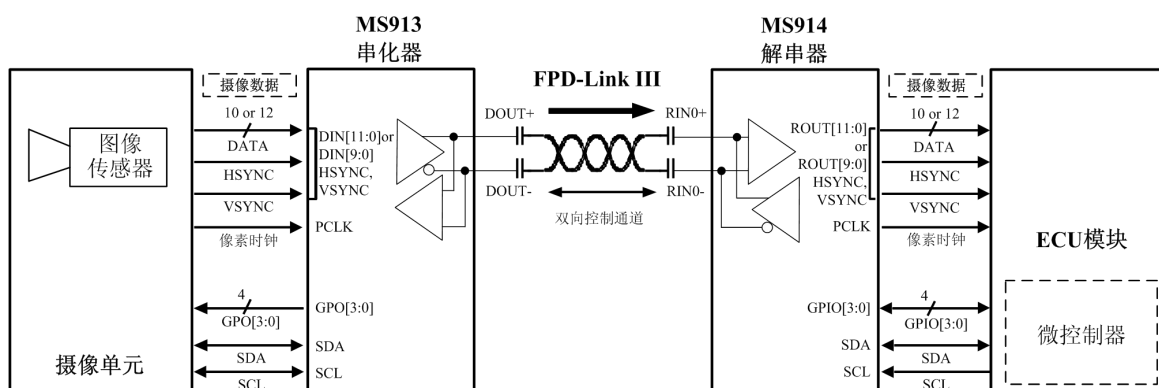 MS913
串化器
MS914
解串器
FPD-Link III
摄像数据
10 or 12
DATA
HSYNC
VSYNC
像素时钟
4
GPO[3:0]
SDA
SCL
图像
传感器
摄像单元
DIN[11:0]or
DIN[9:0]
HSYNC,
VSYNC
PCLK
GPO[3:0]
SDA
SCL
DOUT+
DOUT-
双向控制通道
RIN0+
RIN0-
ROUT[11:0]
or
ROUT[9:0]
HSYNC,
VSYNC
PCLK
GPIO[3:0]
SDA
SCL
摄像数据
10 or 12
DATA
HSYNC
VSYNC
像素时钟
4
GPIO[3:0]
SDA
SCL
ECU模块
微控制器